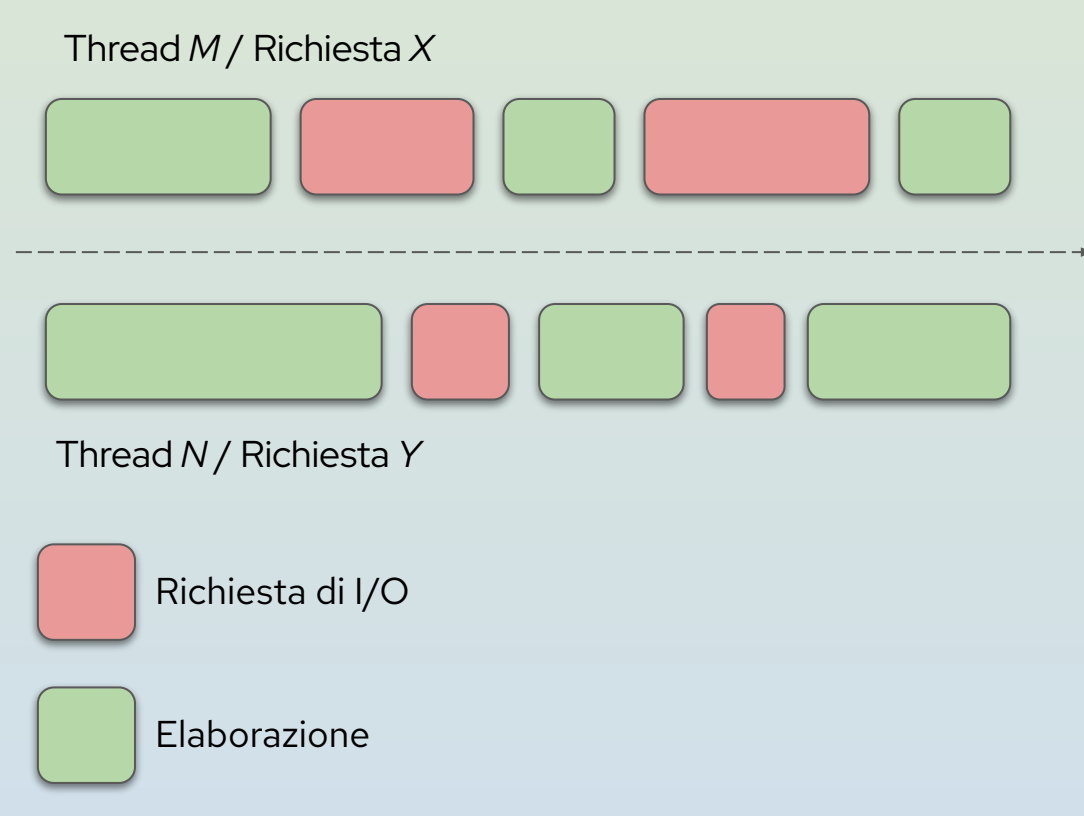 Thread M / Richiesta X
Thread N / Richiesta Y
Richiesta di I/O
Elaborazione